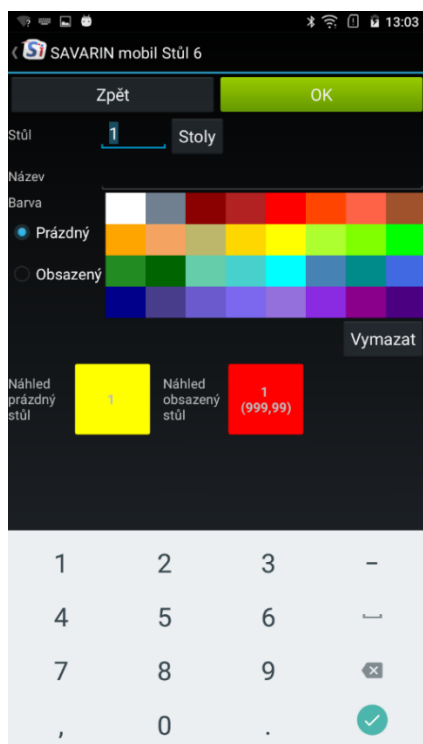 13:03
SAVARIN mobil Stůl 6
Zpět
OK
Stůl
1
Stoly
Název
Barva
Prázdný
Obsazený
Vymazat
Náhled
prázdný
stůl
1
Náhled
obsazený
stůl
1
(999,99)
1 2 3 -
4 5 6
7 8 9
, 0 .